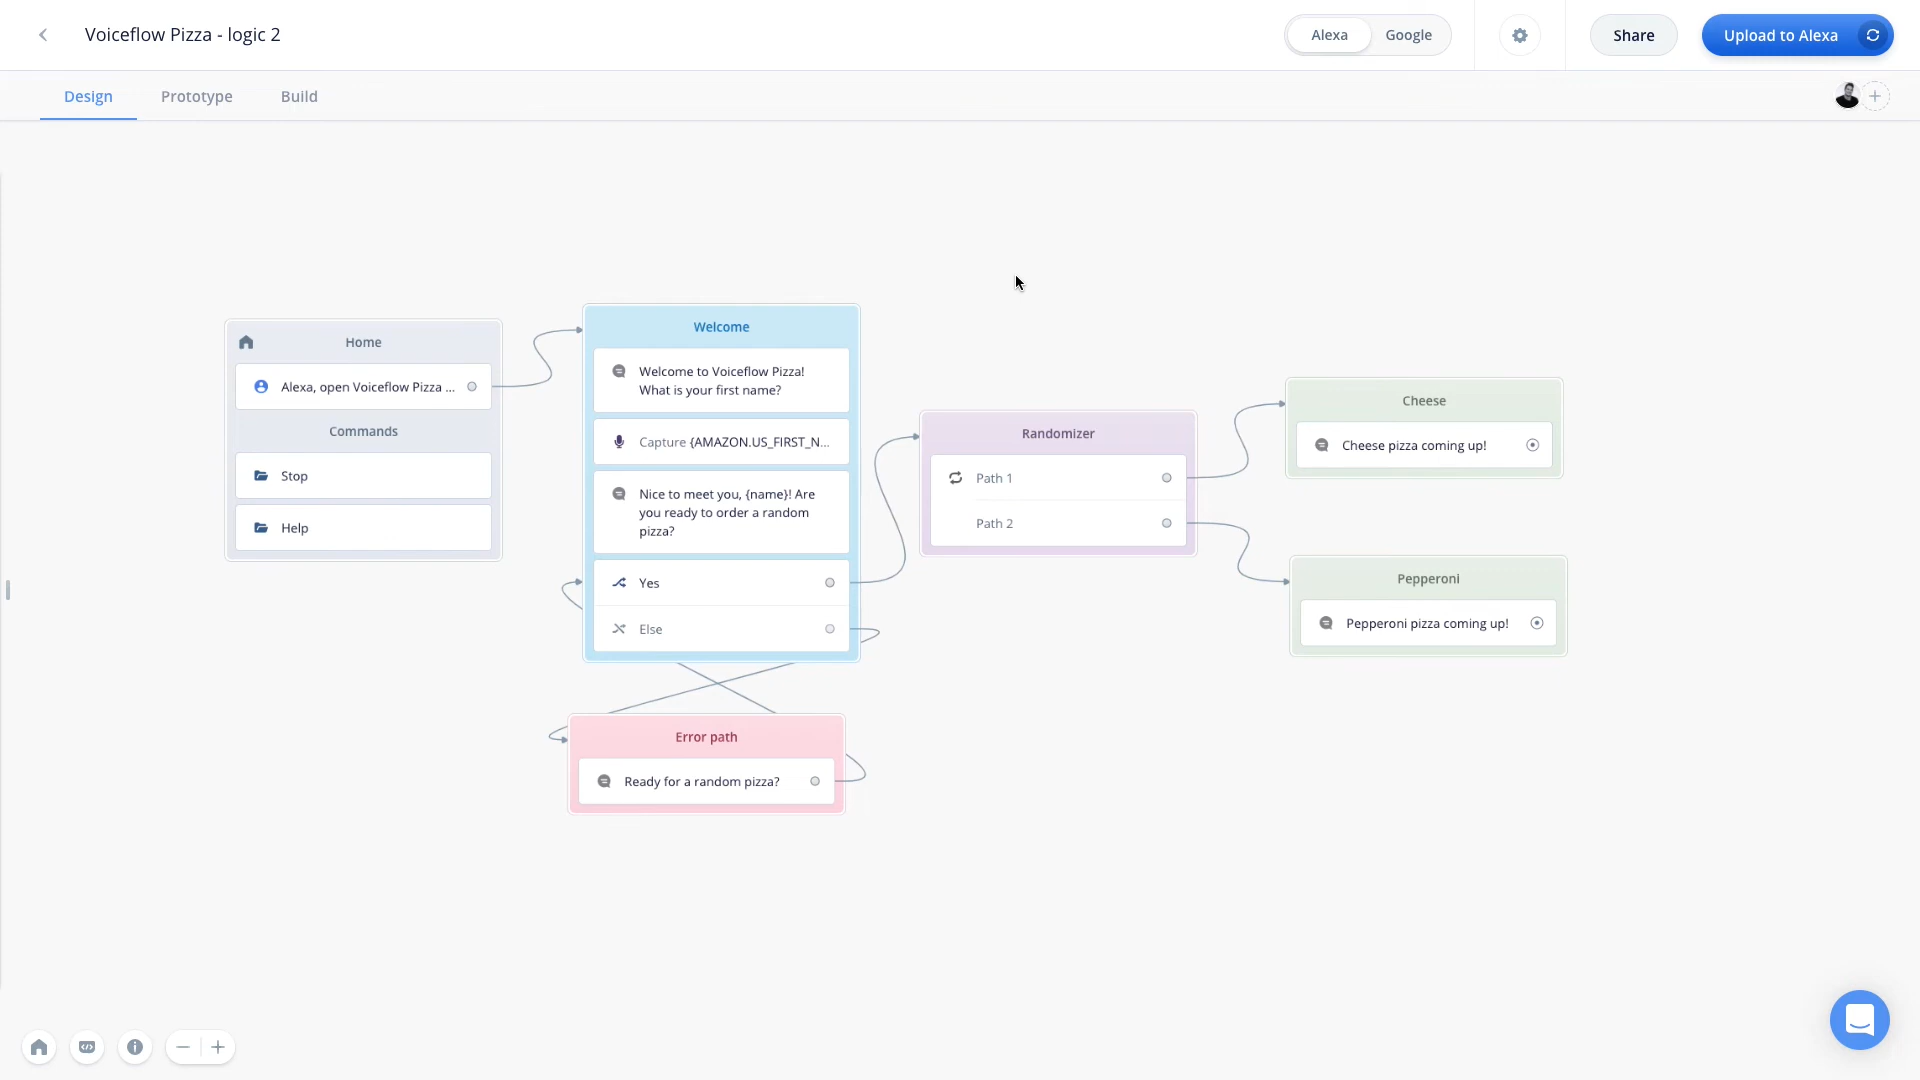 Voiceflow Pizza - logic 2
Alexa
Google
Share
Upload to Alexa
Design
Prototype
Build
Home
Alexa, open Voiceflow Pizza ...
Commands
Stop
Help
Welcome
Welcome to Voiceflow Pizza!
What is your first name?
Capture {AMAZON.US_FIRST_N...
Nice to meet you, {name}! Are
you ready to order a random
pizza?
Yes
Else
Error path
Ready for a random pizza?
Randomizer
Path 1
Path 2
Cheese
Cheese pizza coming up!
Pepperoni
Pepperoni pizza coming up!